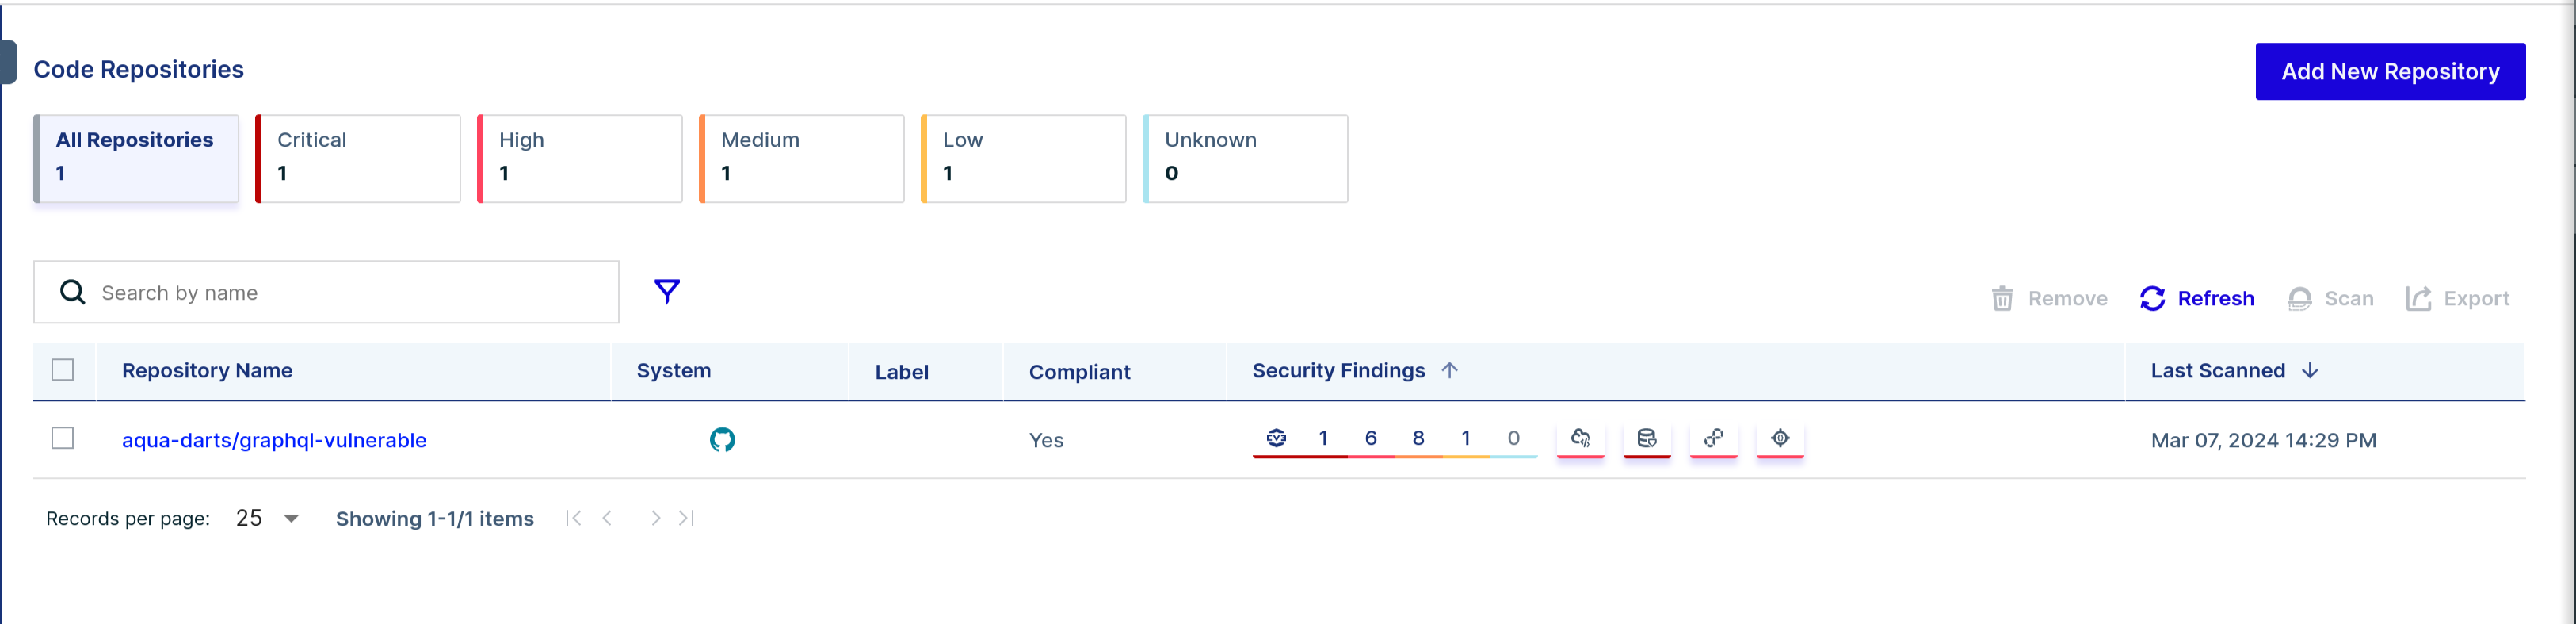 Code Repositories
Add New Repository
All Repositories
1
Critical
1
High
1
Medium
1
Low
1
Unknown
0
Search by name
Remove Refresh Scan Export
Repository Name System Label Compliant Security Findings Last Scanned
aqua-darts/graphql-vulnerable Yes CVE 1 6 8 1 0 Mar 07, 2024 14:29 PM
Records per page: 25 Showing 1-1/1 items